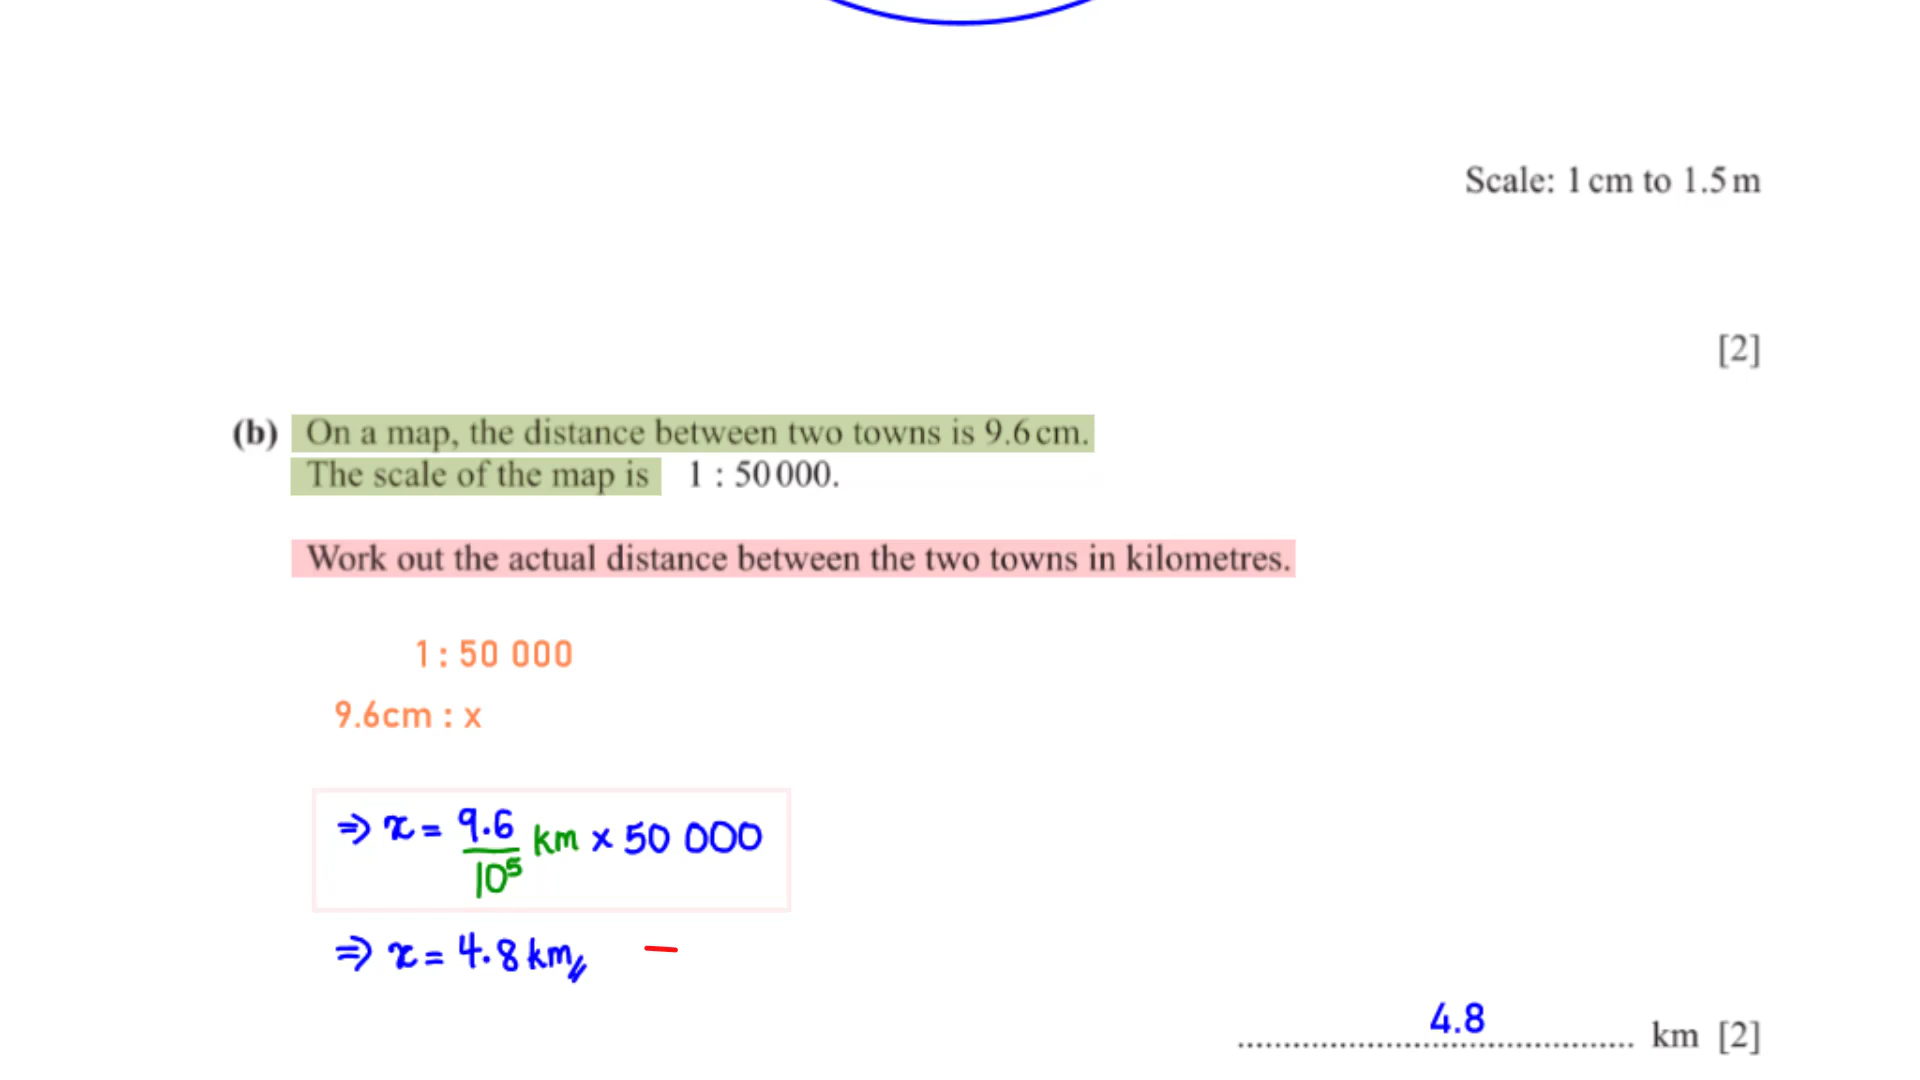 Scale: 1 cm to 1.5 m
[2]
(b) On a map, the distance between two towns is 9.6 cm.
The scale of the map is 1 : 50 000.
Work out the actual distance between the two towns in kilometres.
1 : 50 000
9.6cm : x
⇒ x = 9.6/10⁵ km × 50 000
⇒ x = 4.8 km//
4.8
........................................... km [2]